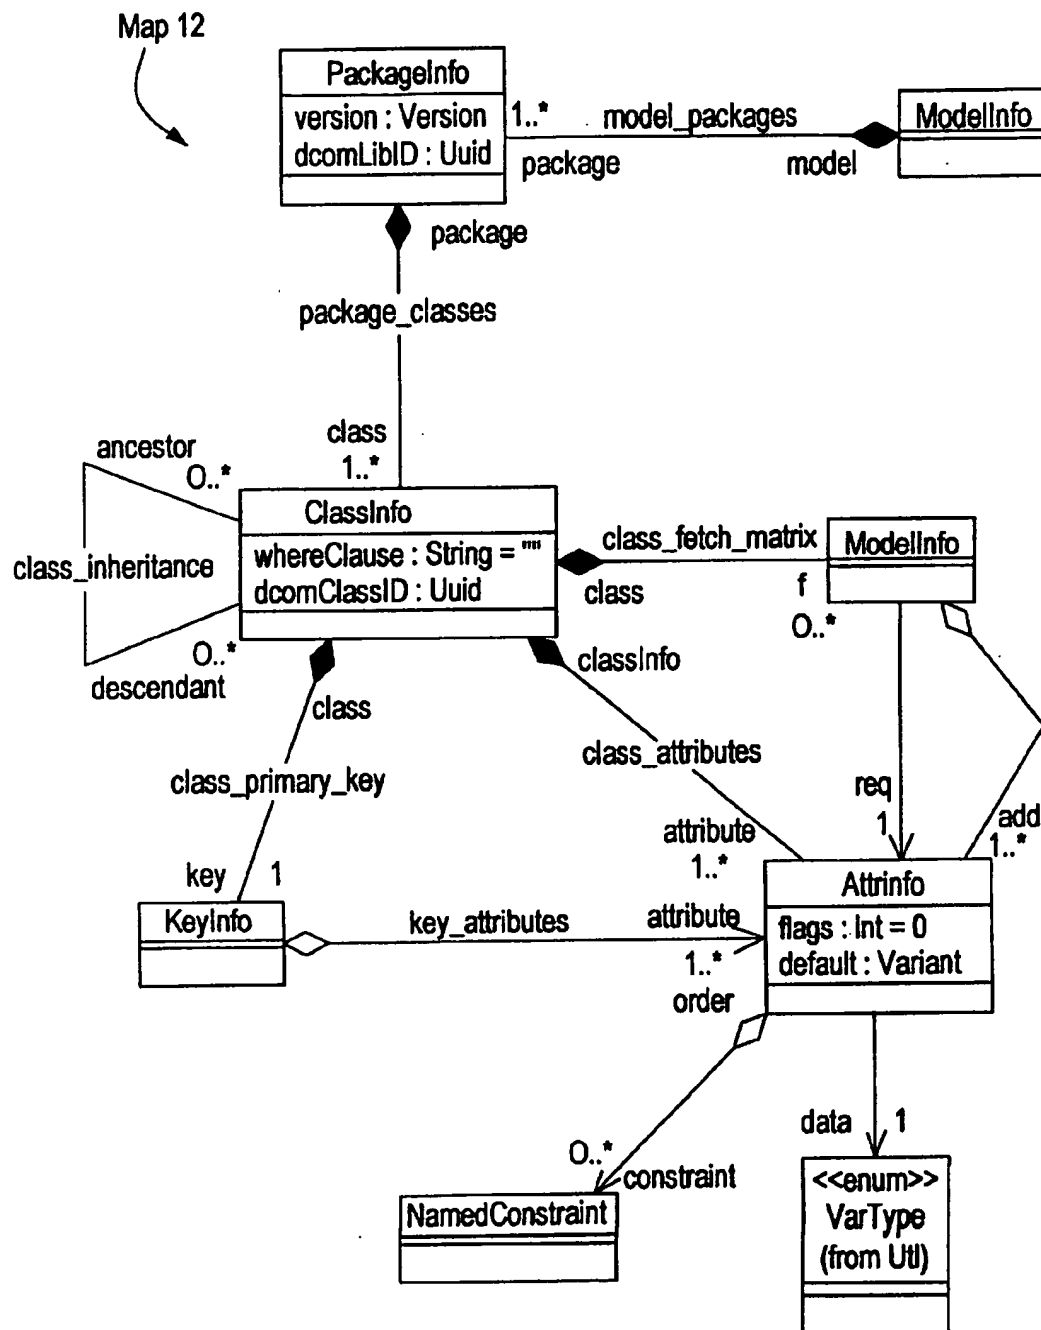 Map 12
PackageInfo
version : Version
dcomLibID : Uuid
1..*
model_packages
package
model
ModelInfo
package
package_classes
class
1..*
ancestor
0..*
class_inheritance
0..*
descendant
ClassInfo
whereClause : String = ""
dcomClassID : Uuid
class_fetch_matrix
class
f
0..*
ModelInfo
classInfo
class
class_attributes
class_primary_key
req
1
add
1..*
attribute
1..*
key
1
KeyInfo
key_attributes
attribute
1..*
order
Attrinfo
flags : Int = 0
default : Variant
data
1
0..*
constraint
NamedConstraint
<<enum>>
VarType
(from Utl)